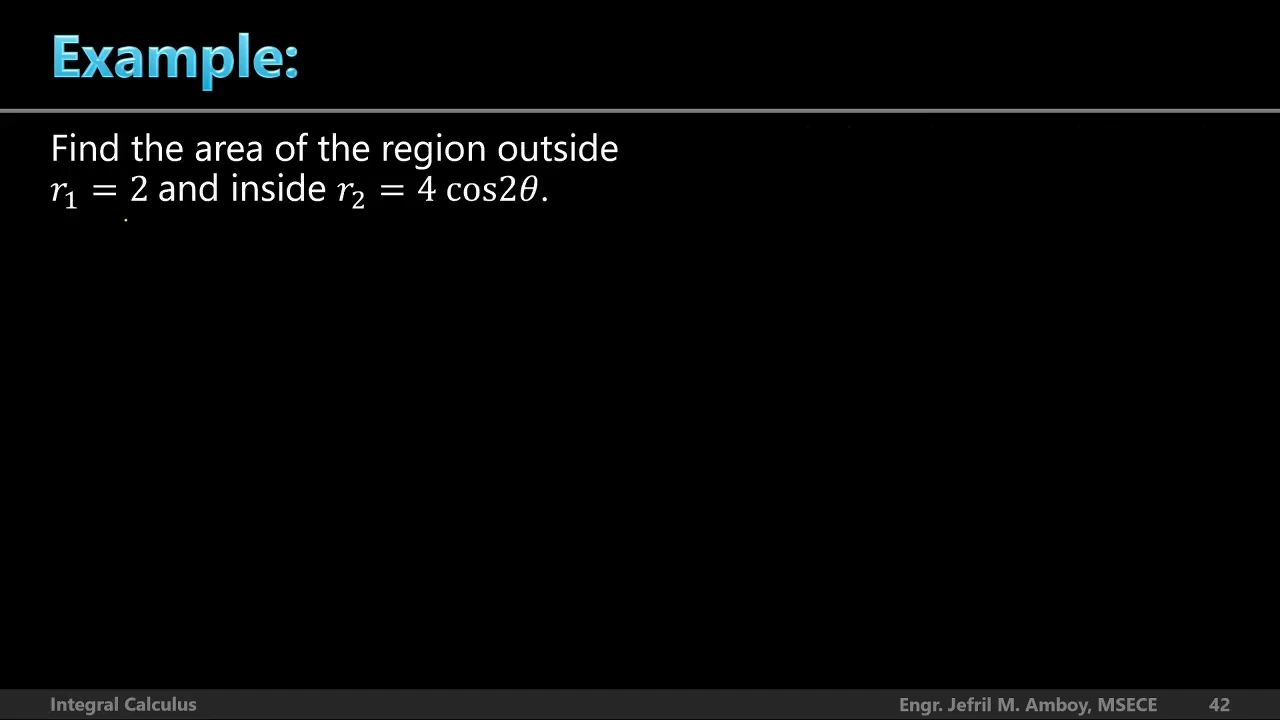 Example:
Find the area of the region outside
r₁ = 2 and inside r₂ = 4 cos2θ.
Integral Calculus
Engr. Jefril M. Amboy, MSECE
42